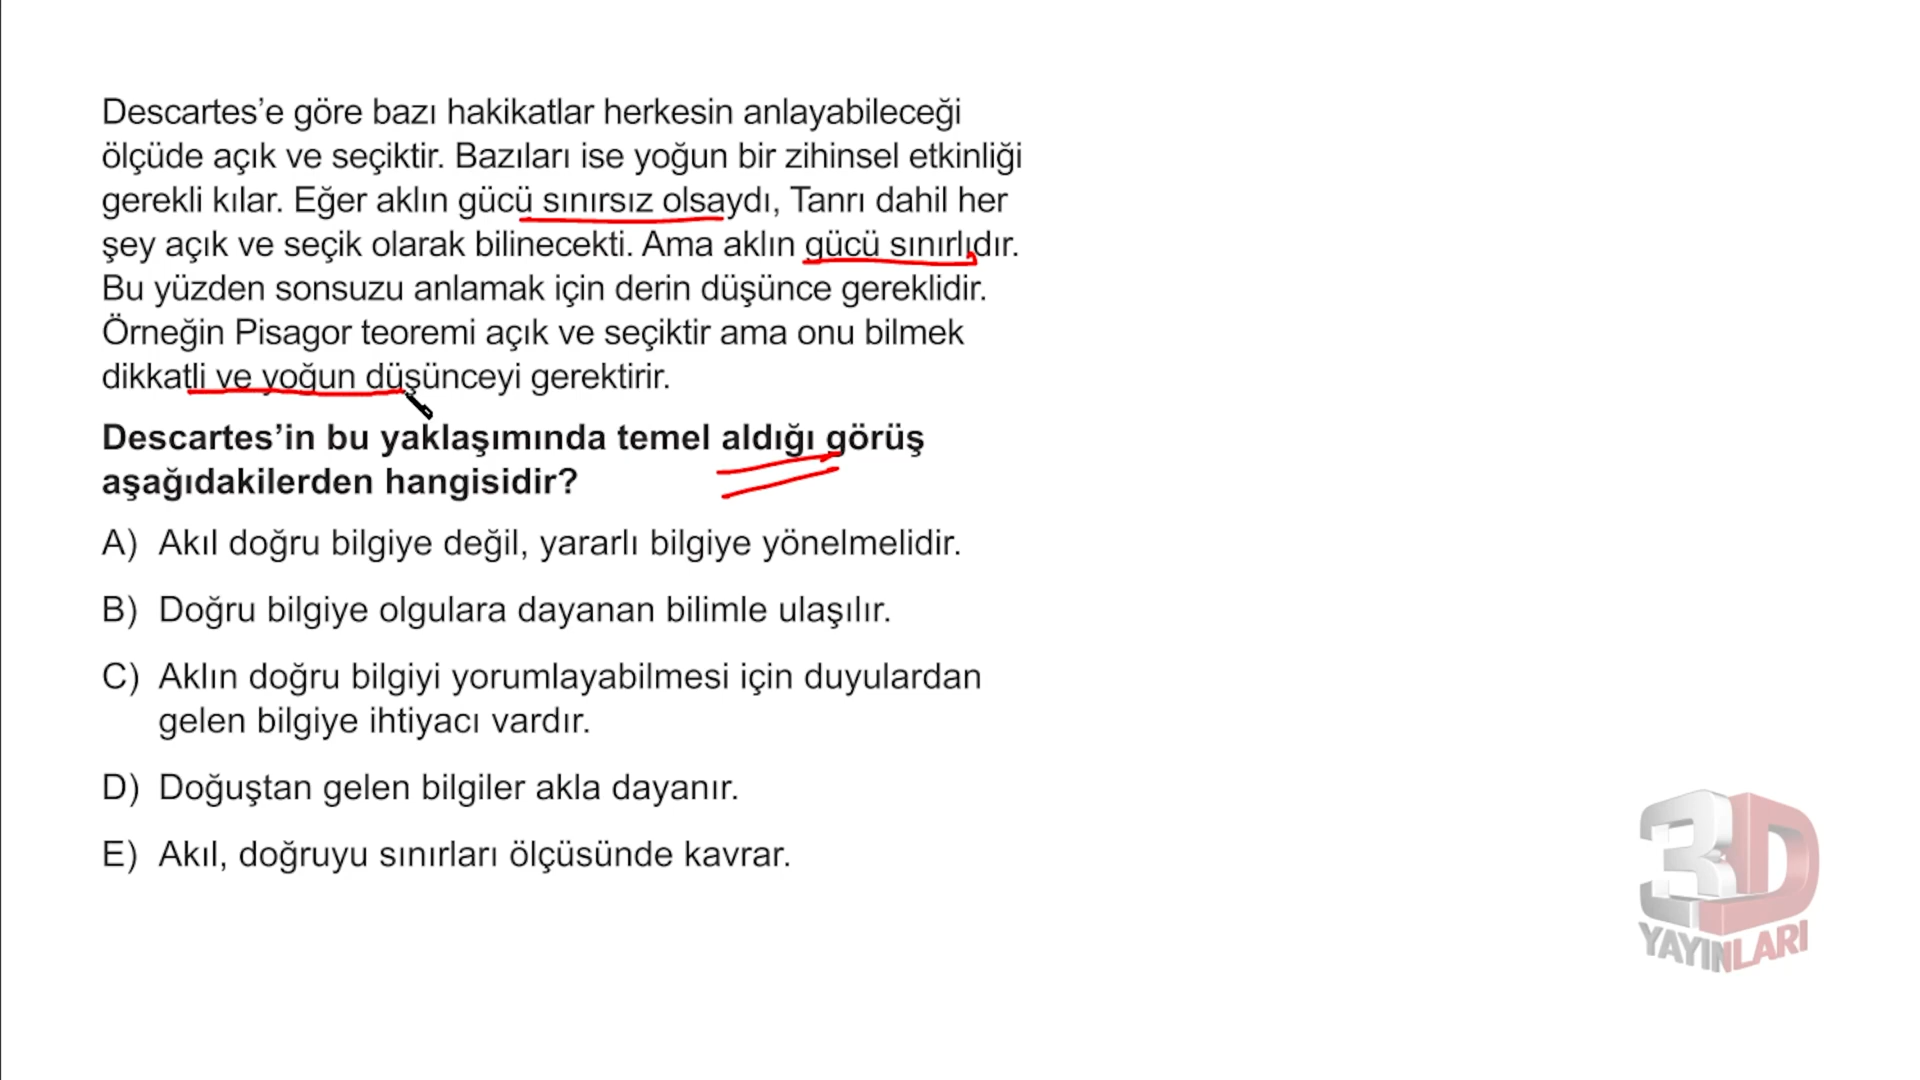 Descartes’e göre bazı hakikatlar herkesin anlayabileceği
ölçüde açık ve seçiktir. Bazıları ise yoğun bir zihinsel etkinliği
gerekli kılar. Eğer aklın gücü sınırsız olsaydı, Tanrı dahil her
şey açık ve seçik olarak bilinecekti. Ama aklın gücü sınırlıdır.
Bu yüzden sonsuzu anlamak için derin düşünce gereklidir.
Örneğin Pisagor teoremi açık ve seçiktir ama onu bilmek
dikkatli ve yoğun düşünceyi gerektirir.
Descartes’in bu yaklaşımında temel aldığı görüş
aşağıdakilerden hangisidir?
A) Akıl doğru bilgiye değil, yararlı bilgiye yönelmelidir.
B) Doğru bilgiye olgulara dayanan bilimle ulaşılır.
C) Aklın doğru bilgiyi yorumlayabilmesi için duyulardan
gelen bilgiye ihtiyacı vardır.
D) Doğuştan gelen bilgiler akla dayanır.
E) Akıl, doğruyu sınırları ölçüsünde kavrar.
3D
YAYINLARI